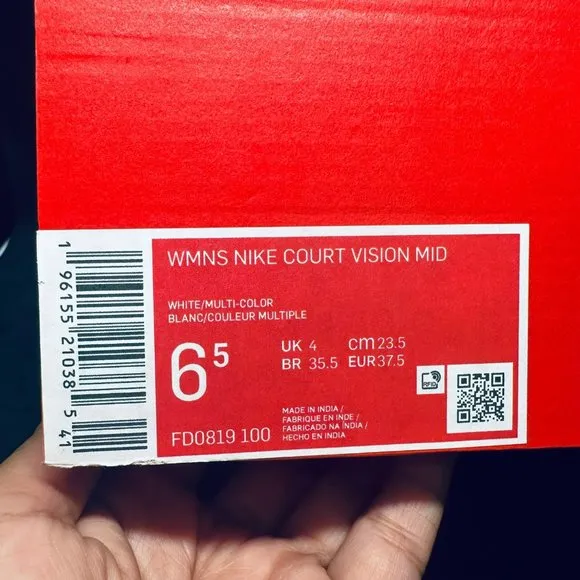 WMNS NIKE COURT VISION MID
WHITE/MULTI-COLOR
BLANC/COULEUR MULTIPLE
6⁵
UK 4 cm 23.5
BR 35.5 EUR 37.5
RFID
FD0819 100
MADE IN INDIA /
FABRIQUE EN INDE /
FABRICADO NA ÍNDIA /
HECHO EN INDIA
1 96155 21038 5 41